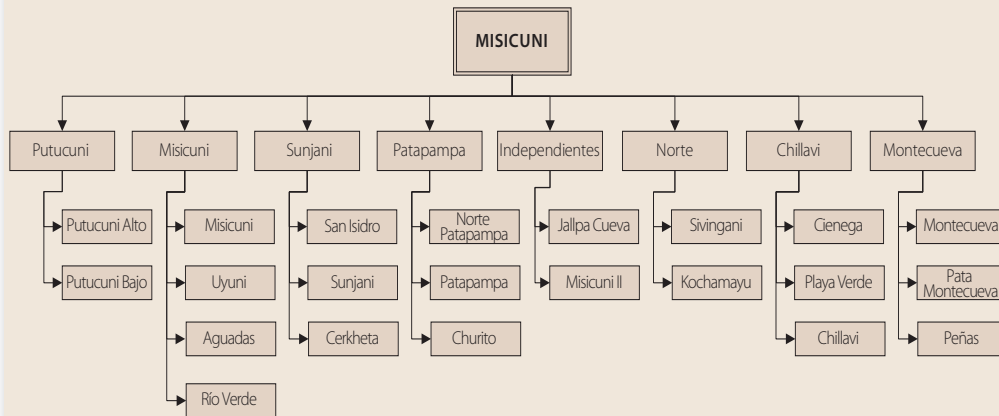 MISICUNI
Putucuni
Misicuni
Sunjani
Patapampa
Independientes
Norte
Chillavi
Montecueva
Putucuni Alto
Misicuni
San Isidro
Norte
Patapampa
Jallpa Cueva
Sivingani
Cienega
Montecueva
Putucuni Bajo
Uyuni
Sunjani
Patapampa
Misicuni II
Kochamayu
Playa Verde
Pata
Montecueva
Aguadas
Cerkheta
Churito
Chillavi
Peñas
Río Verde